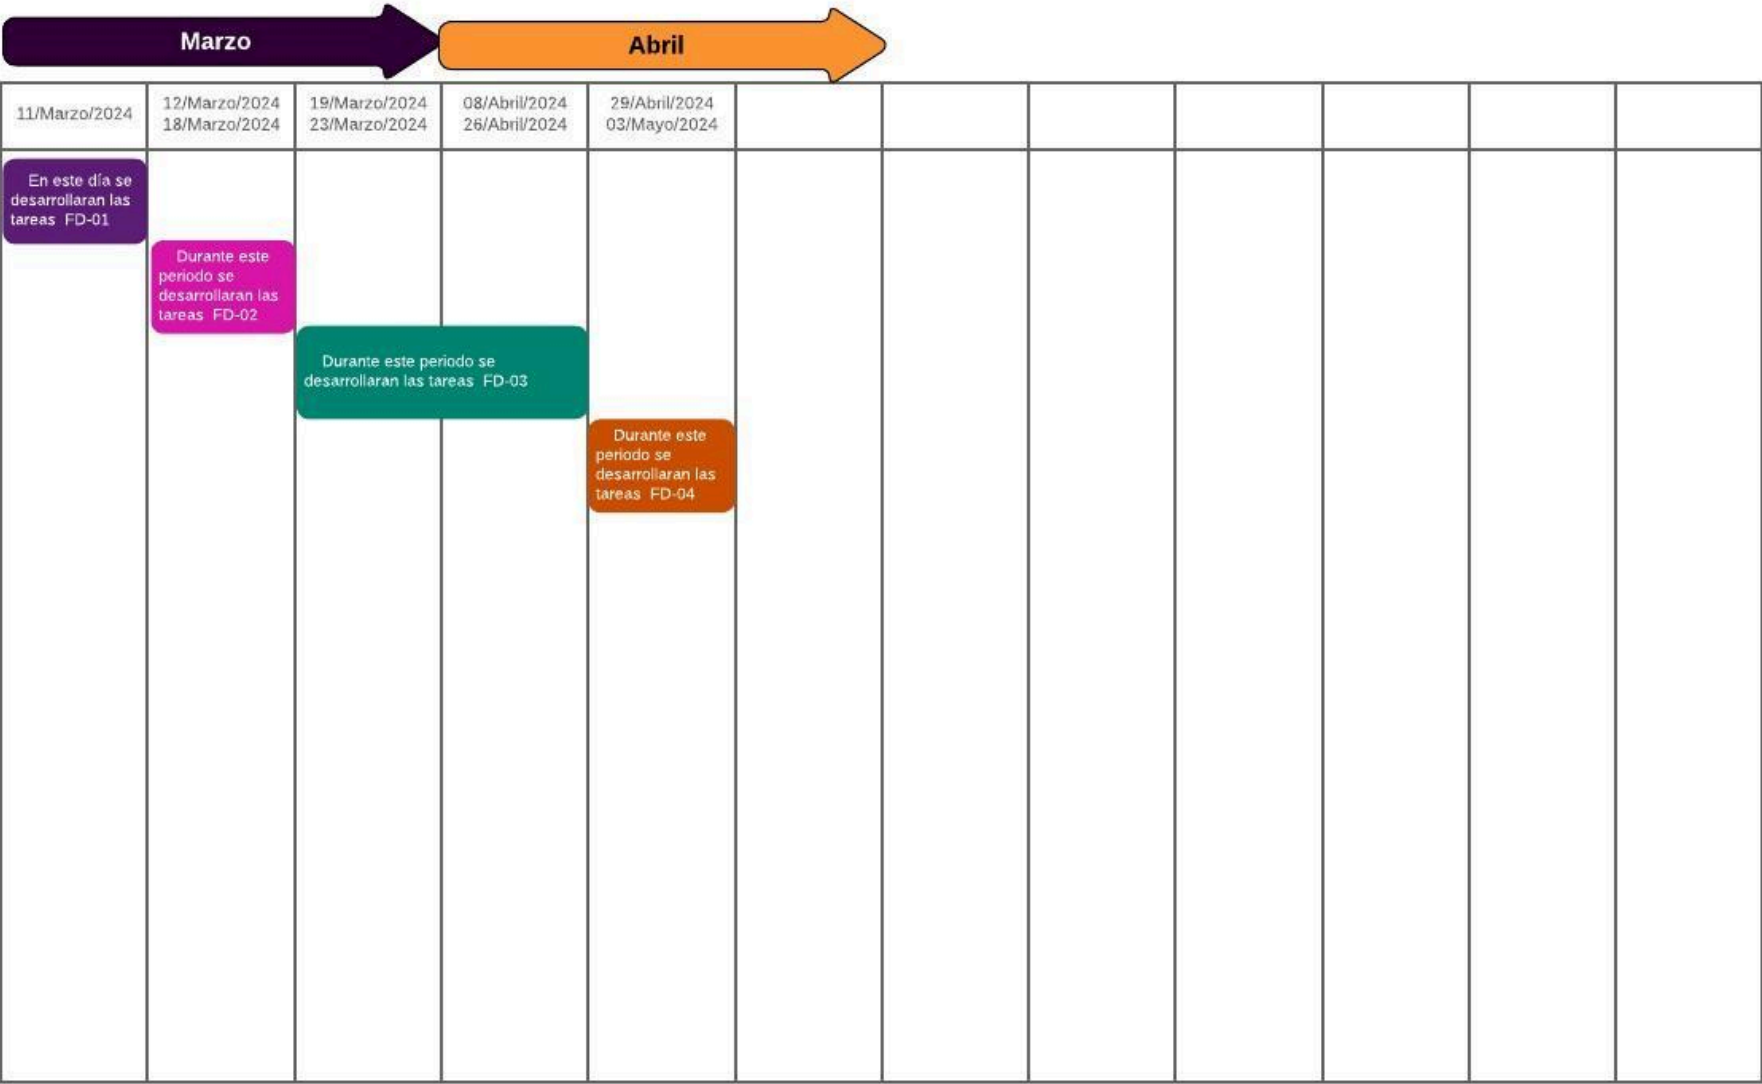 Marzo
Abril
11/Marzo/2024
12/Marzo/2024
18/Marzo/2024
19/Marzo/2024
23/Marzo/2024
08/Abril/2024
26/Abril/2024
29/Abril/2024
03/Mayo/2024
En este día se
desarrollaran las
tareas FD-01
Durante este
periodo se
desarrollaran las
tareas FD-02
Durante este periodo se
desarrollaran las tareas FD-03
Durante este
periodo se
desarrollaran las
tareas FD-04